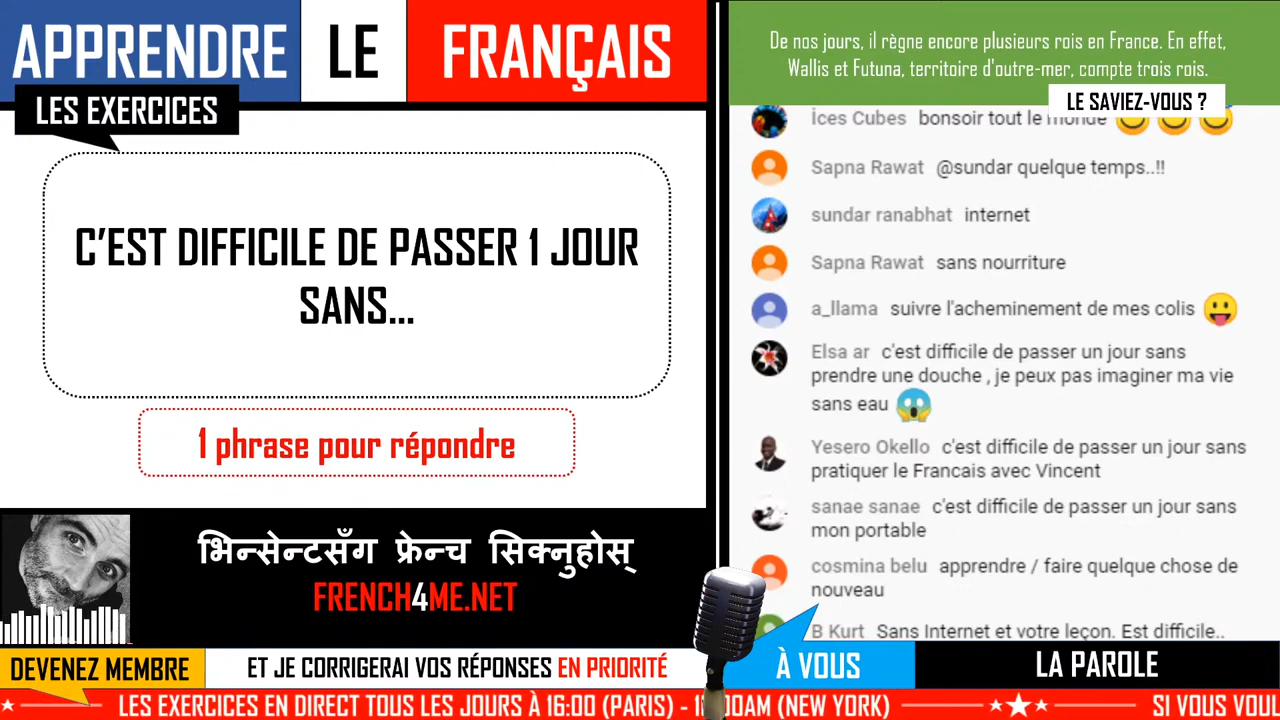 APPRENDRE LE FRANÇAIS
LES EXERCICES
C'EST DIFFICILE DE PASSER 1 JOUR
SANS...
1 phrase pour répondre
भिन्सेन्टसँग फ्रेन्च सिक्नुहोस्
FRENCH4ME.NET
DEVENEZ MEMBRE
ET JE CORRIGERAI VOS RÉPONSES EN PRIORITÉ
De nos jours, il règne encore plusieurs rois en France. En effet,
Wallis et Futuna, territoire d'outre-mer, compte trois rois.
LE SAVIEZ-VOUS ?
İces Cubes bonsoir tout le monde
Sapna Rawat @sundar quelque temps..!!
sundar ranabhat internet
Sapna Rawat sans nourriture
a_llama suivre l'acheminement de mes colis
Elsa ar c'est difficile de passer un jour sans
prendre une douche , je peux pas imaginer ma vie
sans eau
Yesero Okello c'est difficile de passer un jour sans
pratiquer le Francais avec Vincent
sanae sanae c'est difficile de passer un jour sans
mon portable
cosmina belu apprendre / faire quelque chose de
nouveau
B Kurt Sans Internet et votre leçon. Est difficile..
À VOUS
LA PAROLE
LES EXERCICES EN DIRECT TOUS LES JOURS À 16:00 (PARIS) - (NEW YORK) SI VOUS